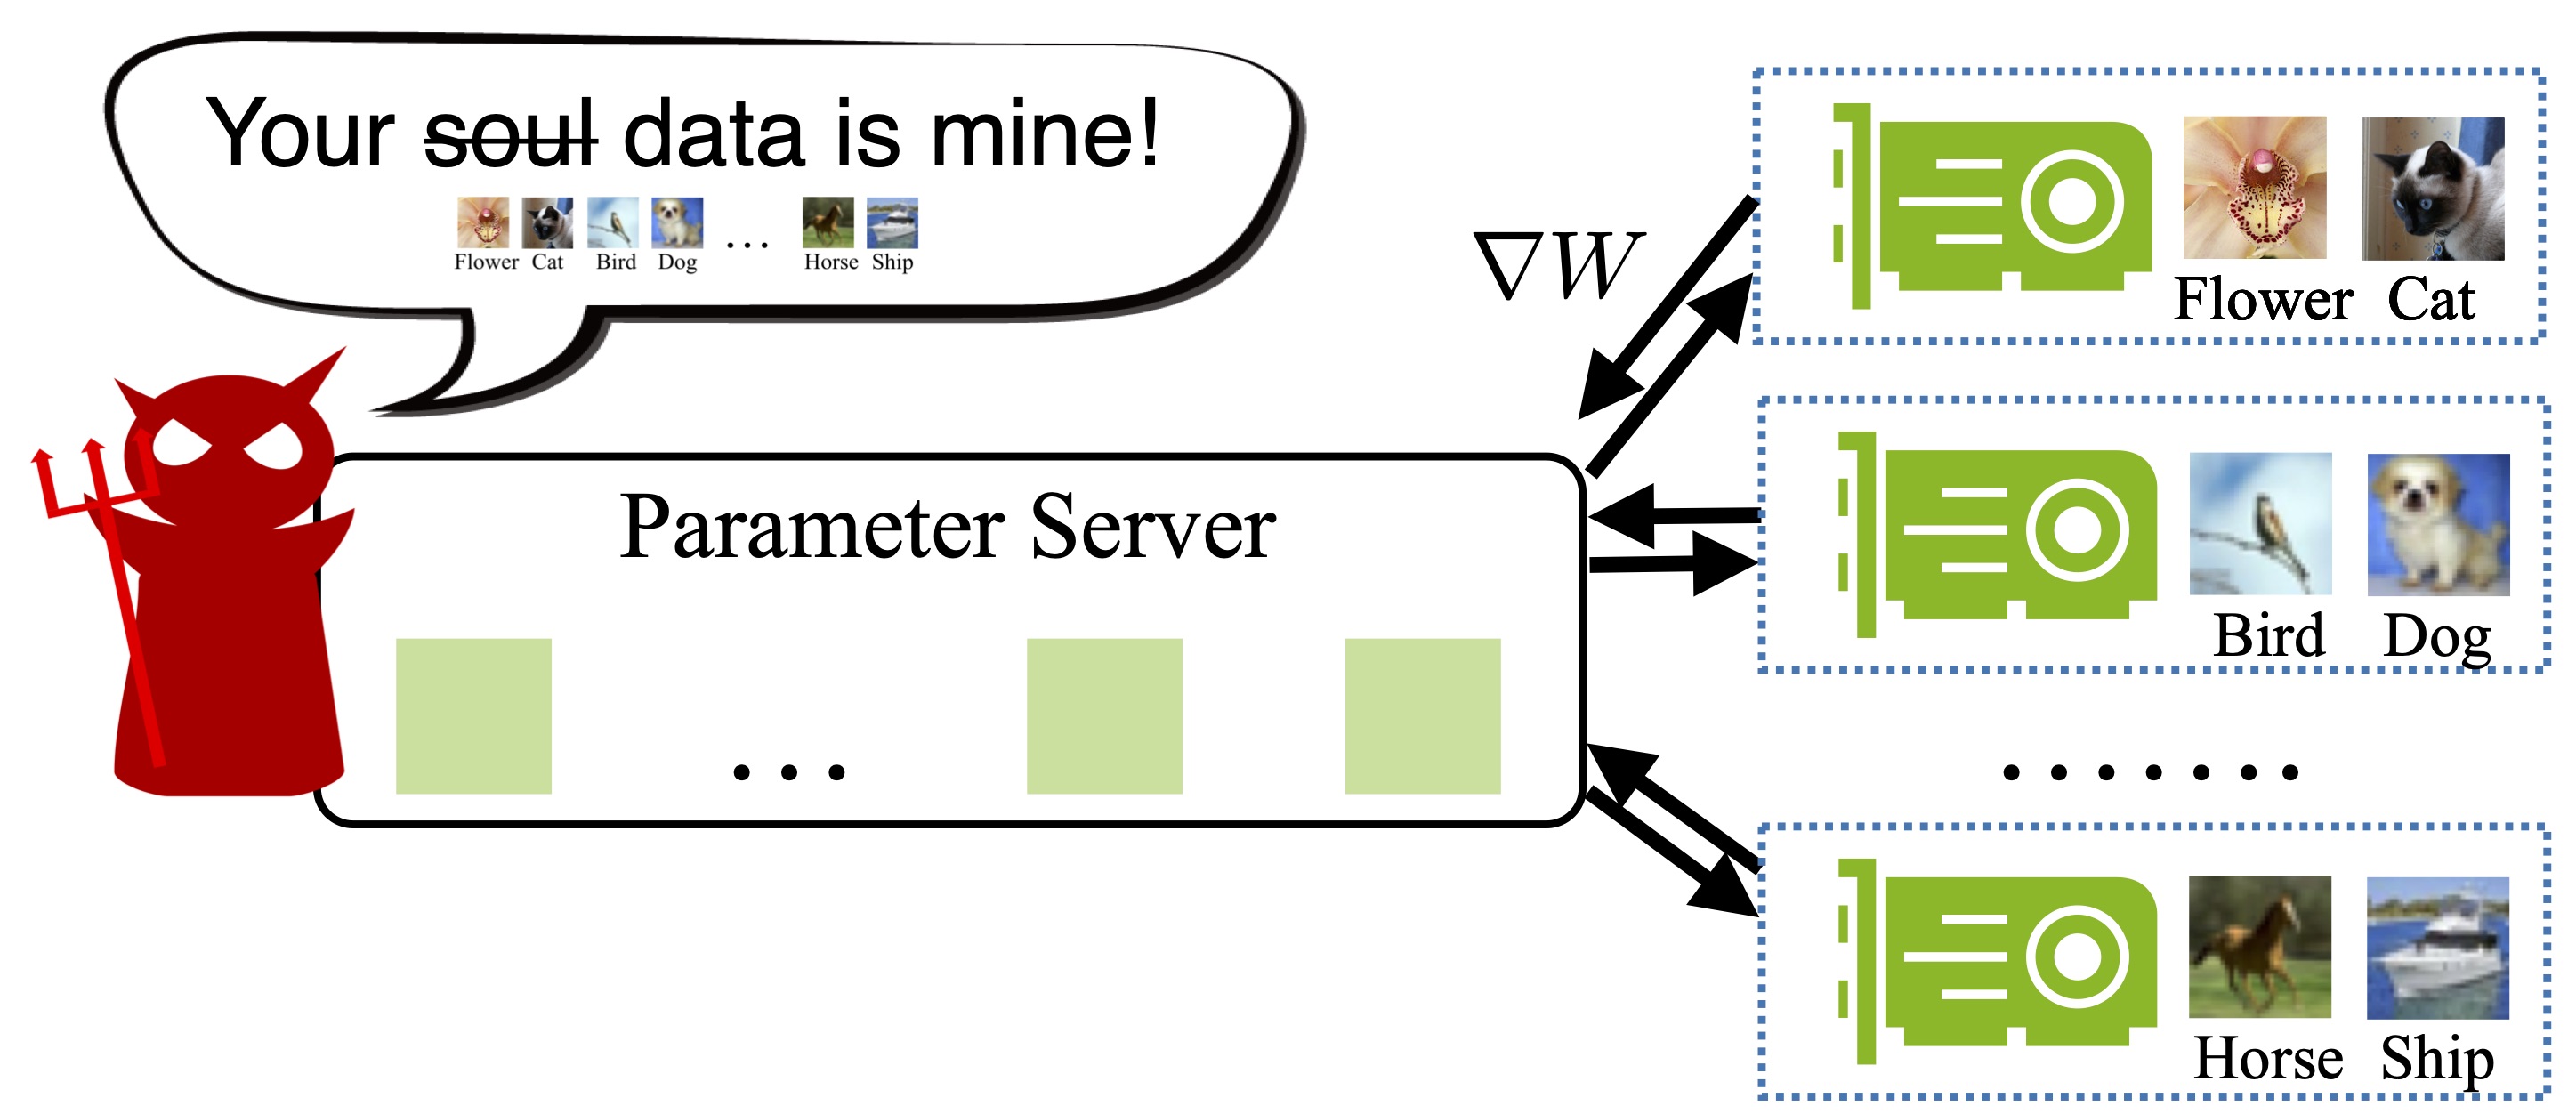 Your soul data is mine!
Flower Cat Bird Dog ... Horse Ship
∇W
Flower Cat
Parameter Server
Bird Dog
...
.......
Horse Ship